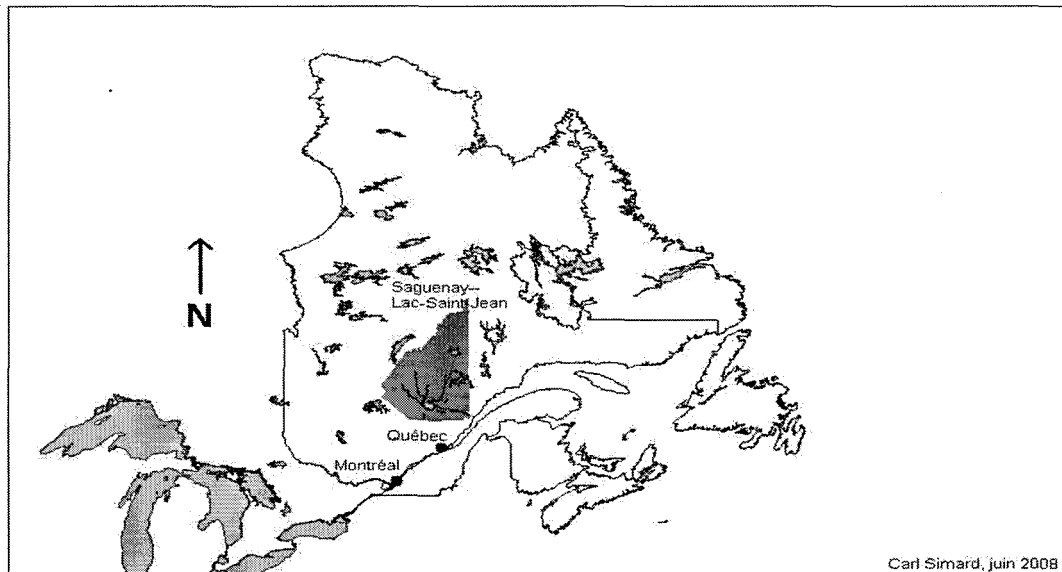 Saguenay--
Lac-Saint-Jean
N
Québec
Montréal
Carl Simard, juin 2008